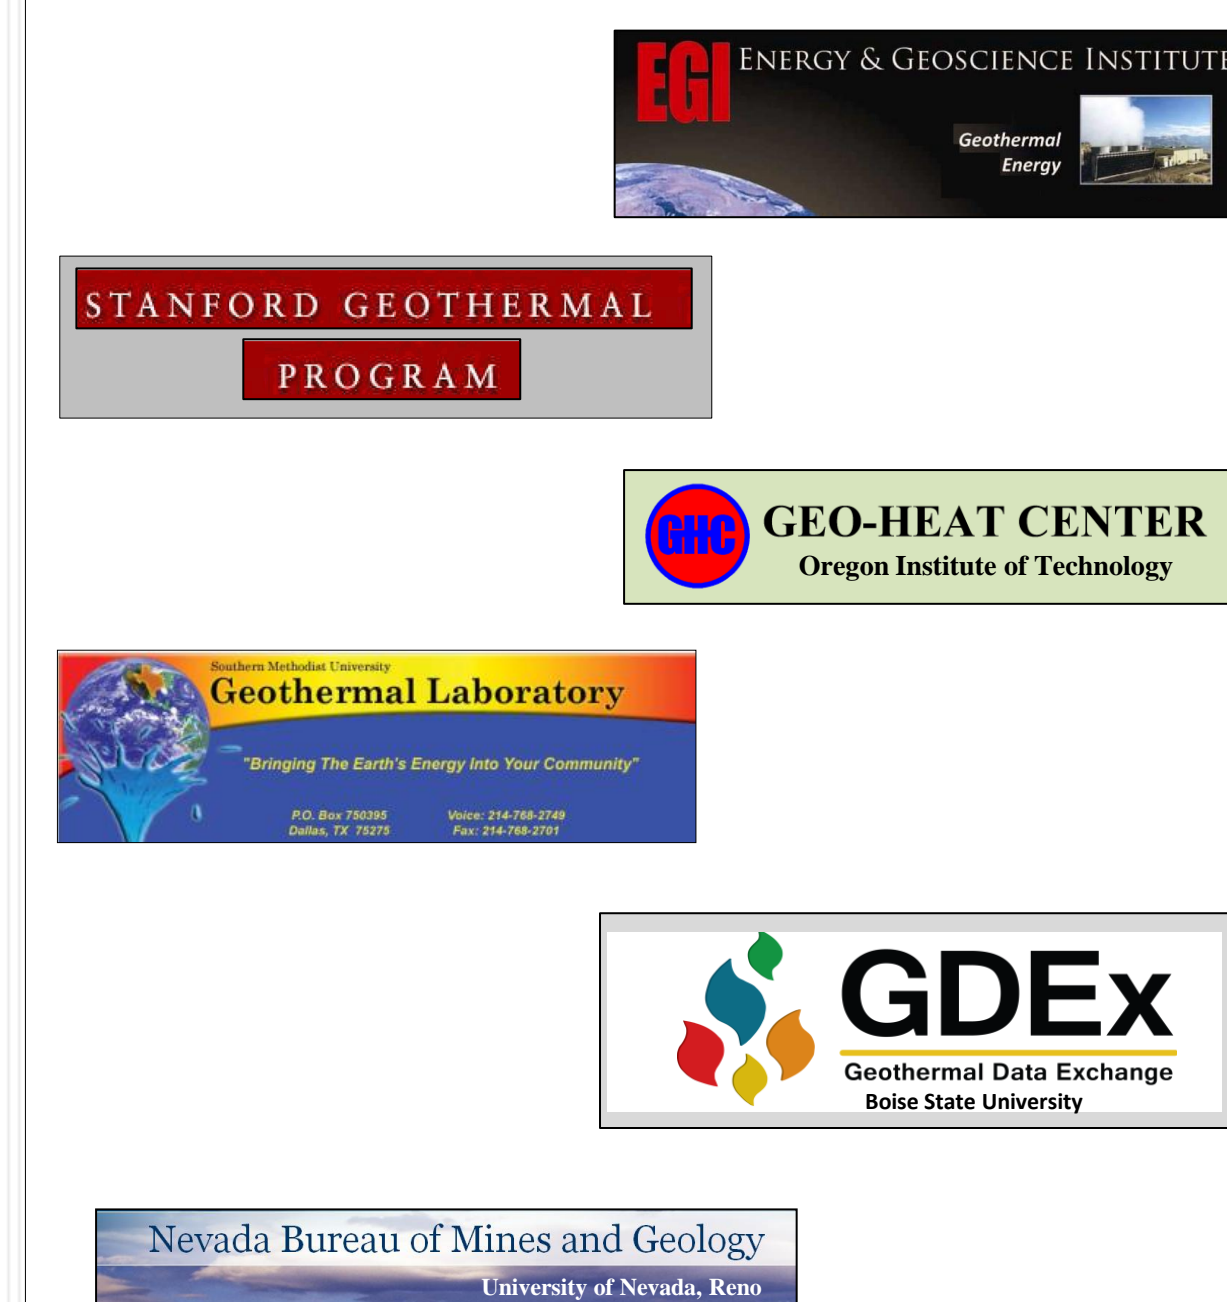 EGI ENERGY & GEOSCIENCE INSTITUTE
Geothermal
Energy
STANFORD GEOTHERMAL
PROGRAM
GHC GEO-HEAT CENTER
Oregon Institute of Technology
Southern Methodist University
Geothermal Laboratory
"Bringing The Earth's Energy Into Your Community"
P.O. Box 750395 Voice: 214-768-2749
Dallas, TX 75275 Fax: 214-768-2701
GDEx
Geothermal Data Exchange
Boise State University
Nevada Bureau of Mines and Geology
University of Nevada, Reno